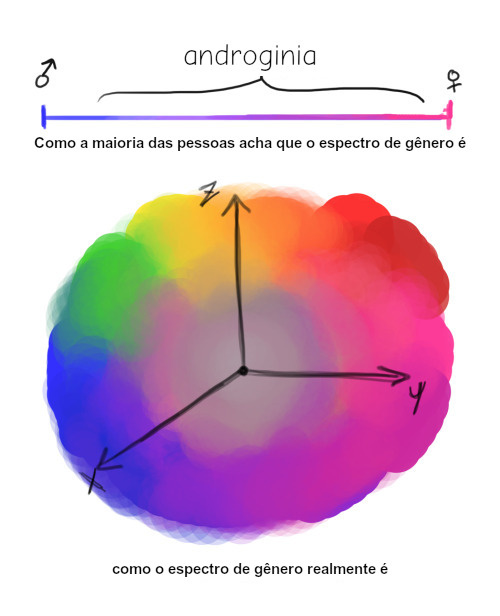 androginia
♂ ♀
Como a maioria das pessoas acha que o espectro de gênero é
Z
Y
X
como o espectro de gênero realmente é